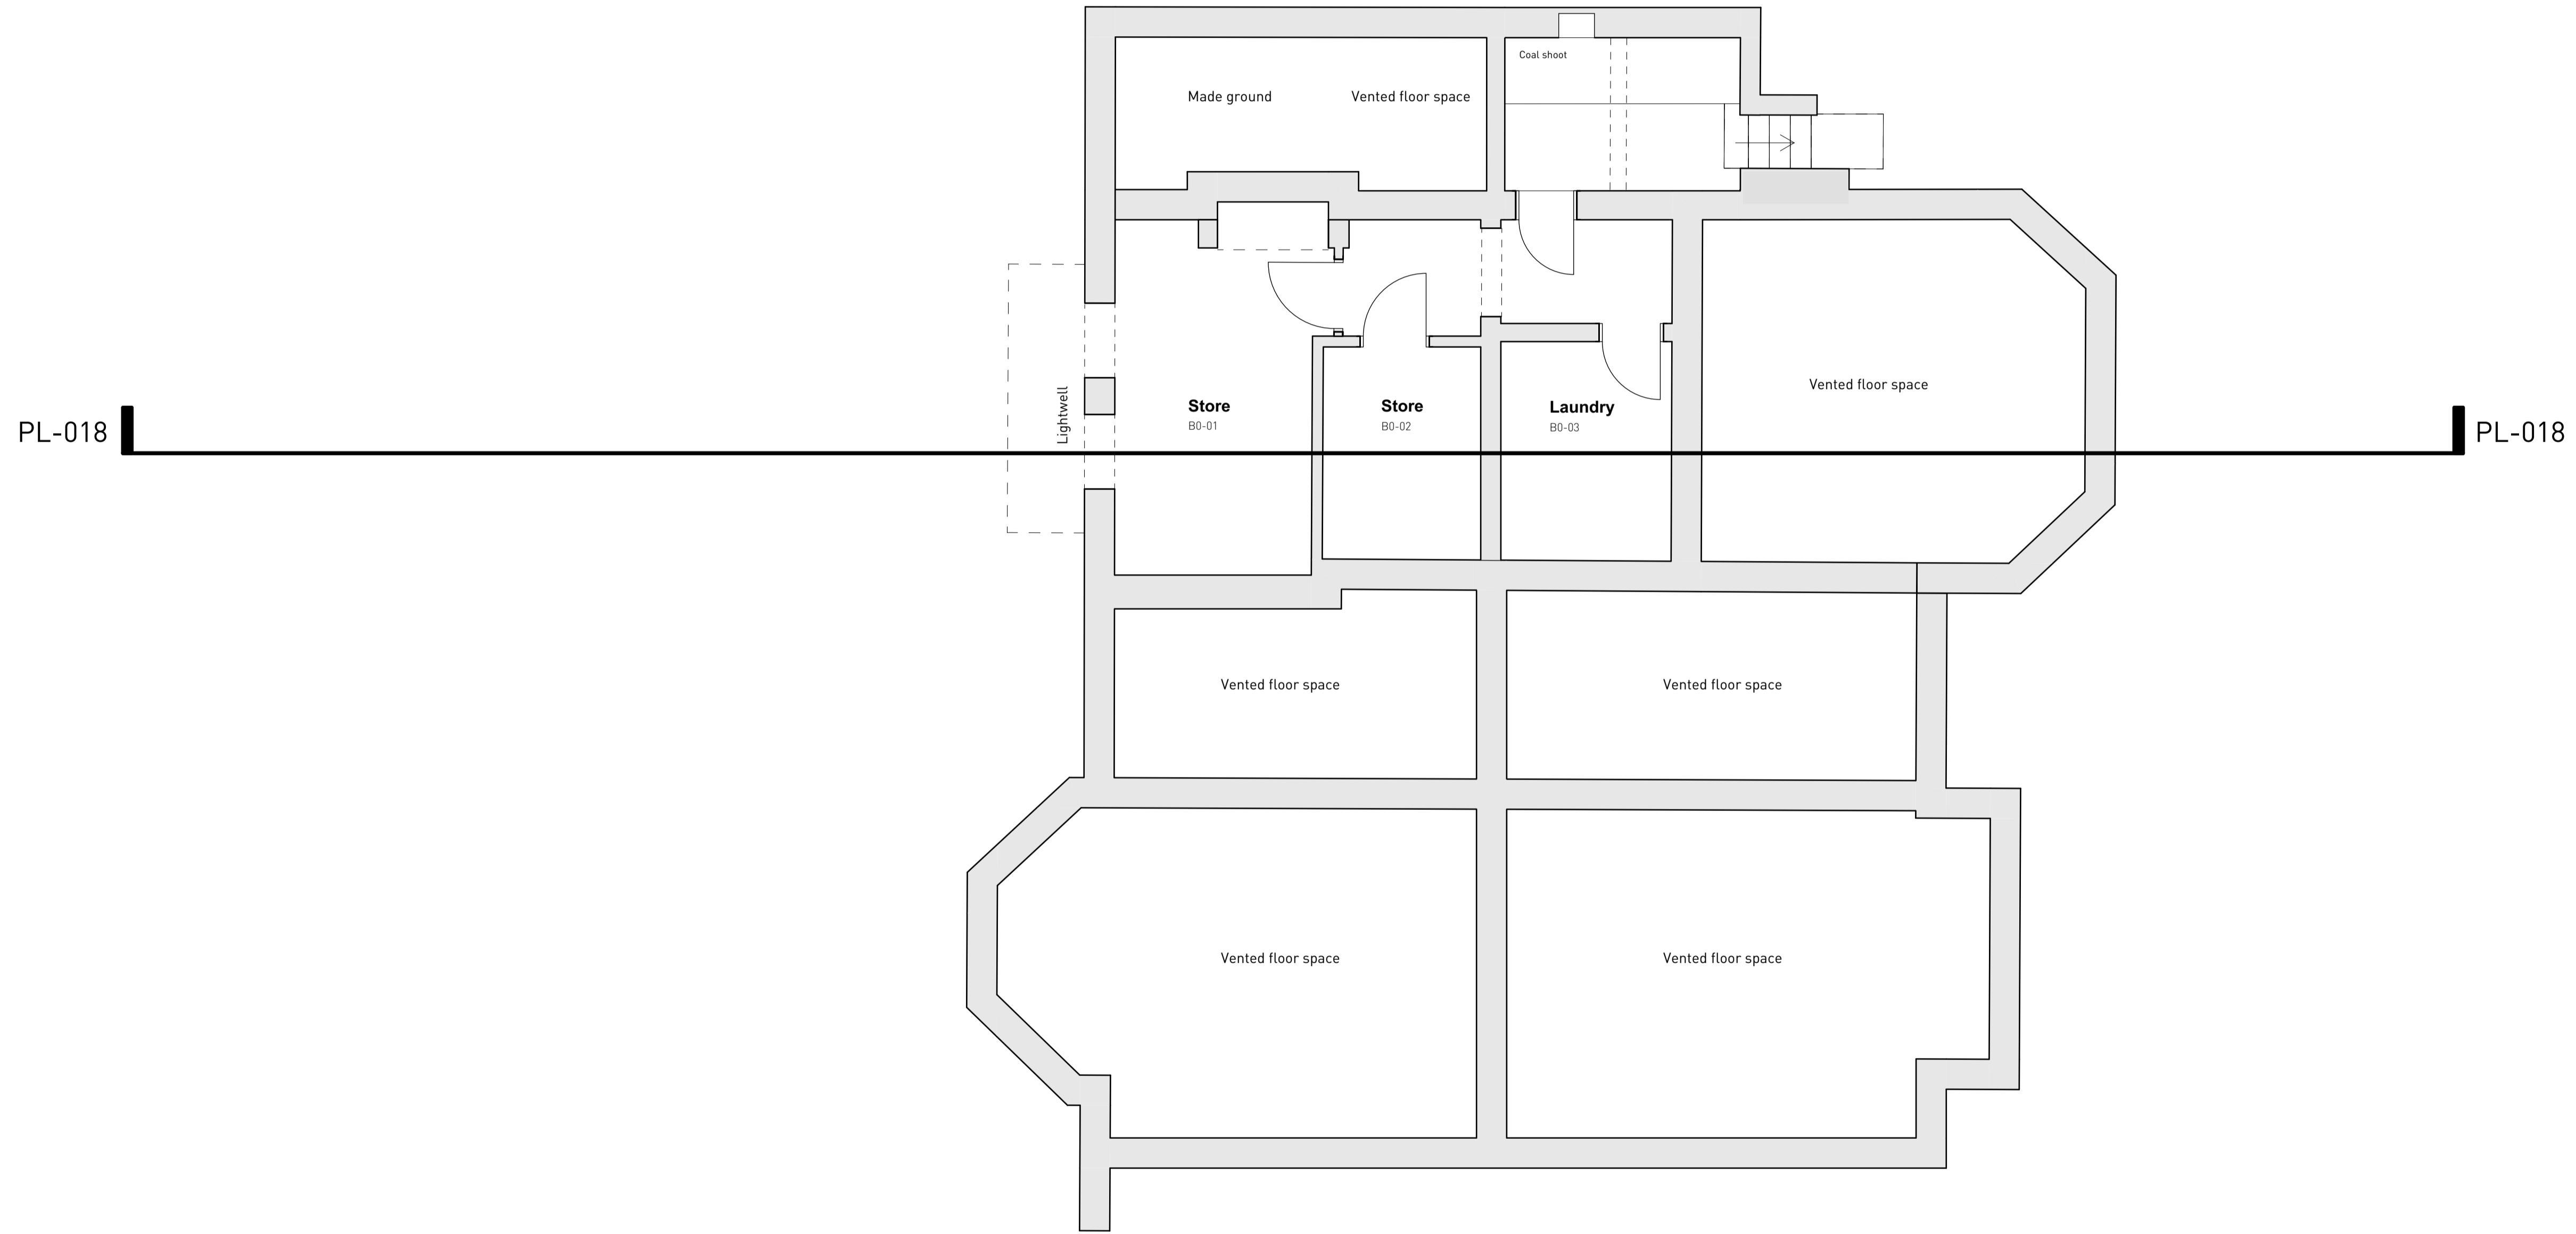 Coal shoot
Made ground
Vented floor space
Vented floor space
Store
B0-01
Store
B0-02
Laundry
B0-03
Lightwell
PL-018
PL-018
Vented floor space
Vented floor space
Vented floor space
Vented floor space